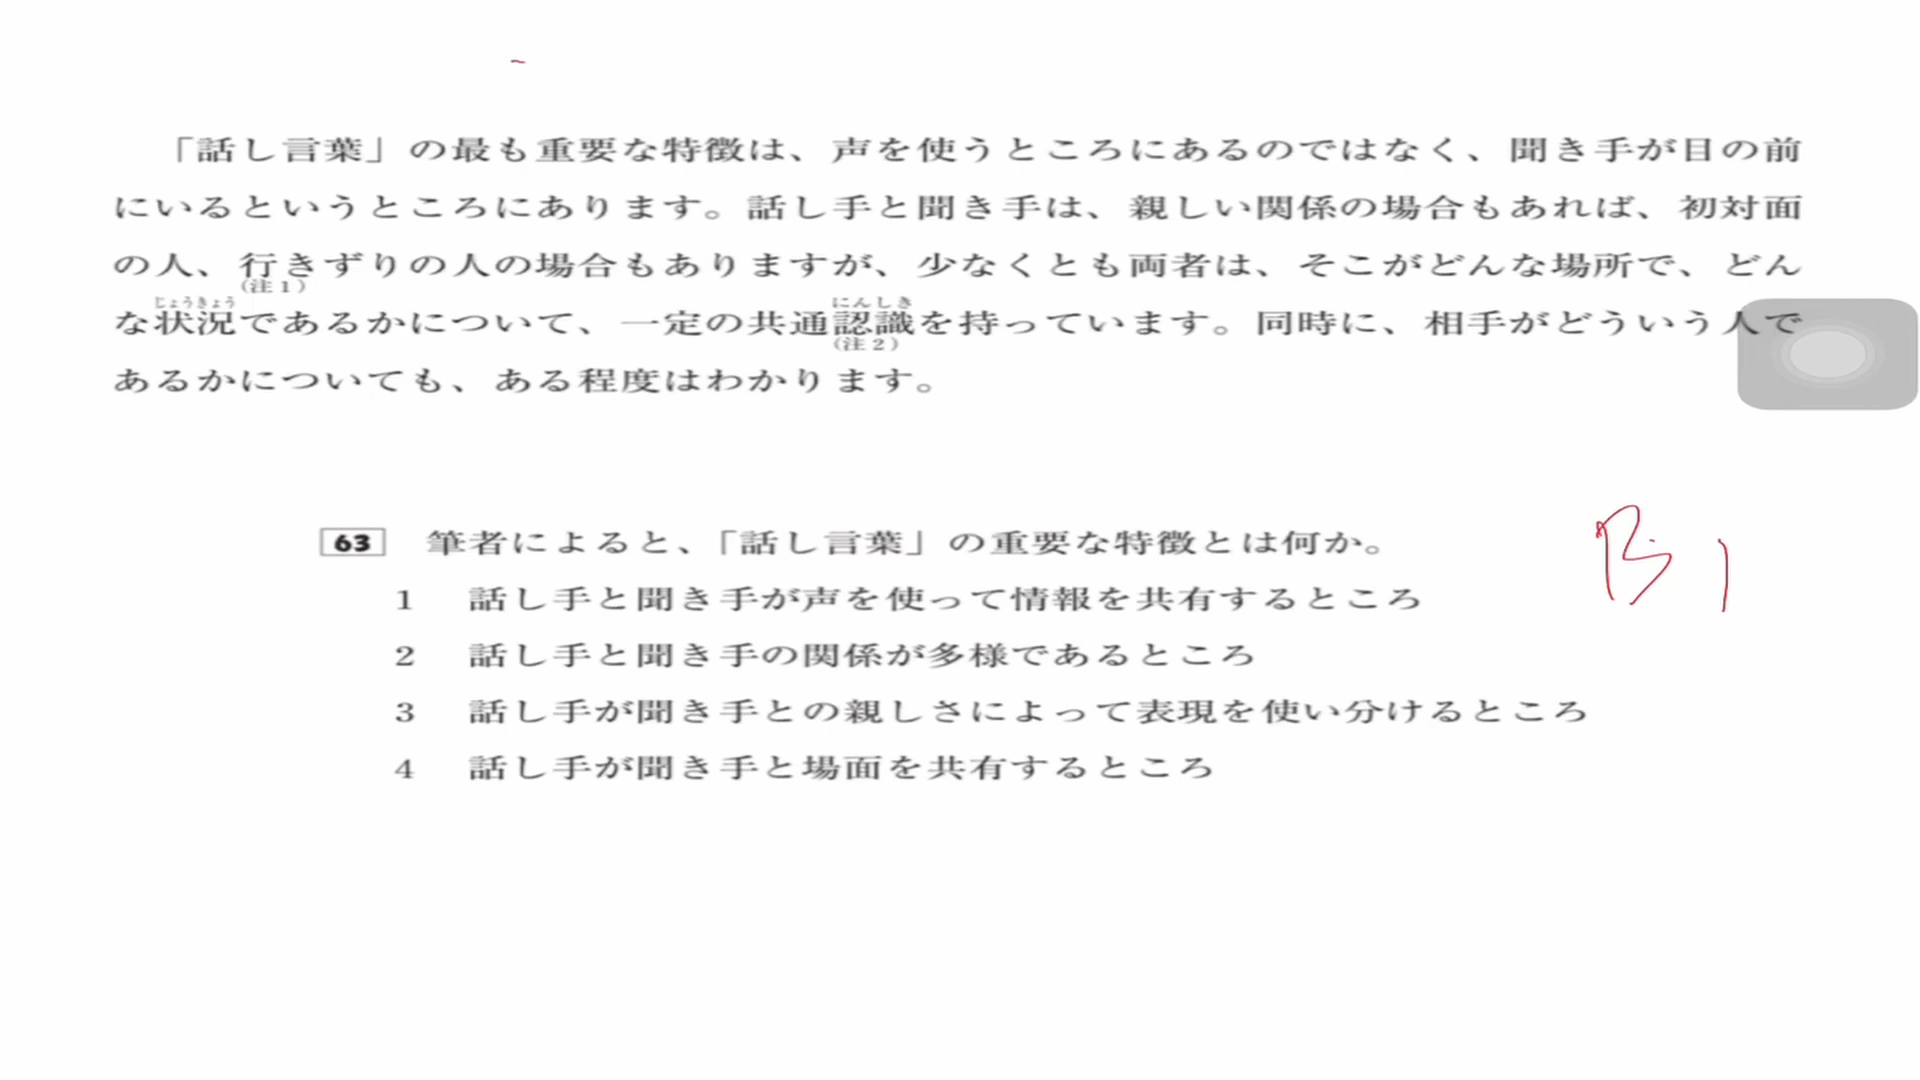 「話し言葉」の最も重要な特徴は、声を使うところにあるのではなく、聞き手が目の前
にいるというところにあります。話し手と聞き手は、親しい関係の場合もあれば、初対面
の人、行きずりの人の場合もありますが、少なくとも両者は、そこがどんな場所で、どん
(注1)
じょうきょう にんしき
な状況であるかについて、一定の共通認識を持っています。同時に、相手がどういう人で
(注2)
あるかについても、ある程度はわかります。
63 筆者によると、「話し言葉」の重要な特徴とは何か。
1 話し手と聞き手が声を使って情報を共有するところ
2 話し手と聞き手の関係が多様であるところ
3 話し手が聞き手との親しさによって表現を使い分けるところ
4 話し手が聞き手と場面を共有するところ